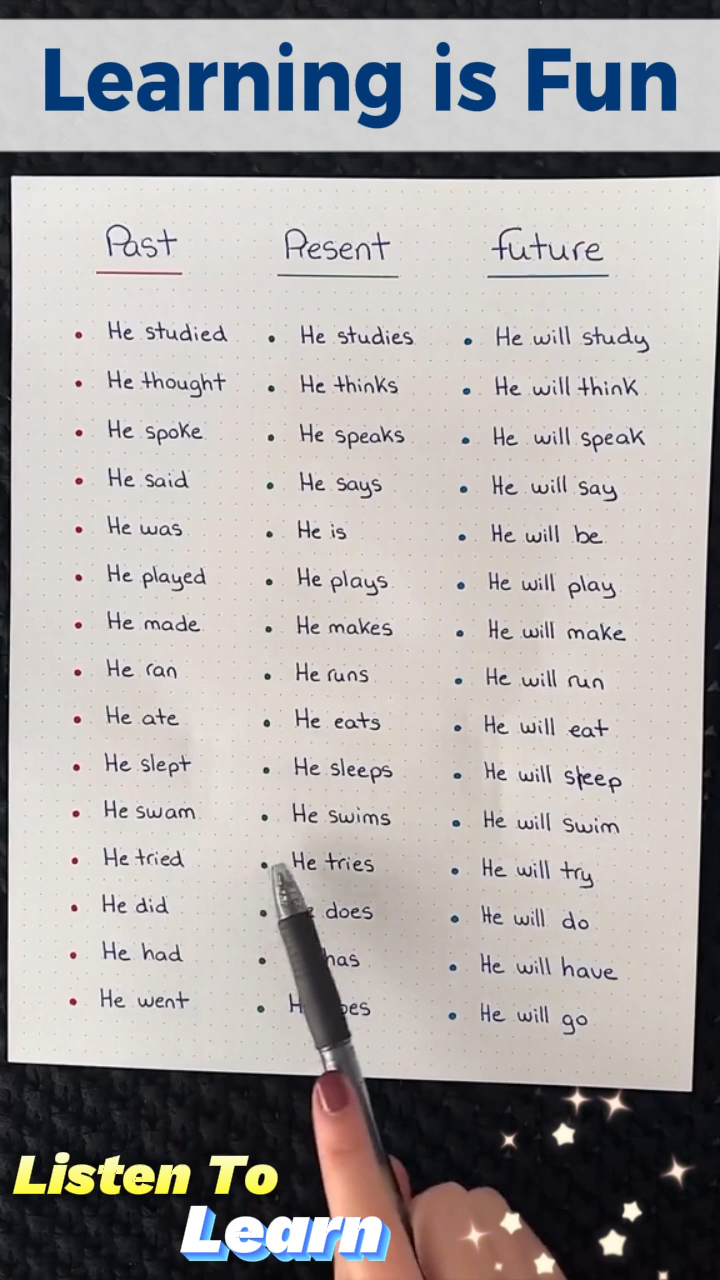 Learning is Fun
Past Present future
• He studied • He studies • He will study
• He thought • He thinks • He will think
• He spoke • He speaks • He will speak
• He said • He says • He will say
• He was • He is • He will be
• He played • He plays • He will play
• He made • He makes • He will make
• He ran • He runs • He will run
• He ate • He eats • He will eat
• He slept • He sleeps • He will sleep
• He swam • He swims • He will swim
• He tried • He tries • He will try
• He did • does • He will do
• He had • has • He will have
• He went • • He will go
Listen To
Learn